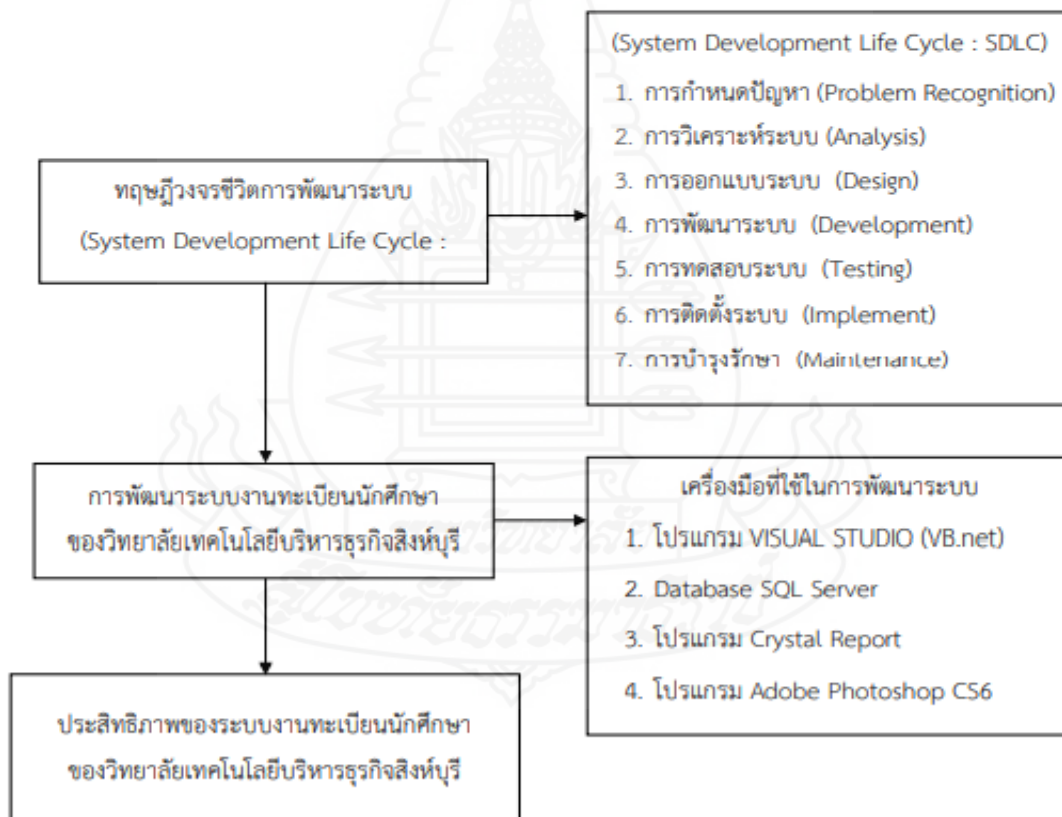 (System Development Life Cycle : SDLC)
1. การกำหนดปัญหา (Problem Recognition)
2. การวิเคราะห์ระบบ (Analysis)
3. การออกแบบระบบ (Design)
4. การพัฒนาระบบ (Development)
5. การทดสอบระบบ (Testing)
6. การติดตั้งระบบ (Implement)
7. การบำรุงรักษา (Maintenance)
ทฤษฎีวงจรชีวิตการพัฒนาระบบ
(System Development Life Cycle :
การพัฒนาระบบงานทะเบียนนักศึกษา
ของวิทยาลัยเทคโนโลยีบริหารธุรกิจสิงห์บุรี
เครื่องมือที่ใช้ในการพัฒนาระบบ
1. โปรแกรม VISUAL STUDIO (VB.net)
2. Database SQL Server
3. โปรแกรม Crystal Report
4. โปรแกรม Adobe Photoshop CS6
ประสิทธิภาพของระบบงานทะเบียนนักศึกษา
ของวิทยาลัยเทคโนโลยีบริหารธุรกิจสิงห์บุรี